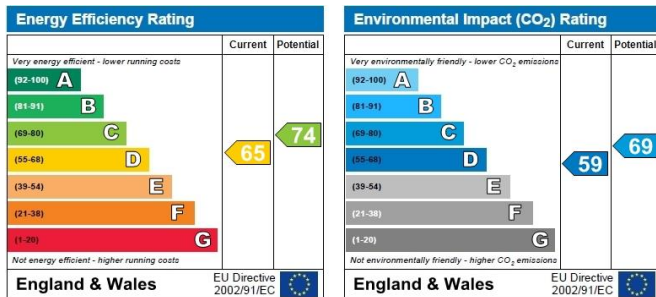 Energy Efficiency Rating
Current Potential
Very energy efficient - lower running costs
(92-100) A
(81-91) B
(69-80) C
(55-68) D
(39-54) E
(21-38) F
(1-20) G
65
74
Not energy efficient - higher running costs
England & Wales
EU Directive
2002/91/EC
Environmental Impact (CO₂) Rating
Current Potential
Very environmentally friendly - lower CO₂ emissions
(92-100) A
(81-91) B
(69-80) C
(55-68) D
(39-54) E
(21-38) F
(1-20) G
59
69
Not environmentally friendly - higher CO₂ emissions
England & Wales
EU Directive
2002/91/EC